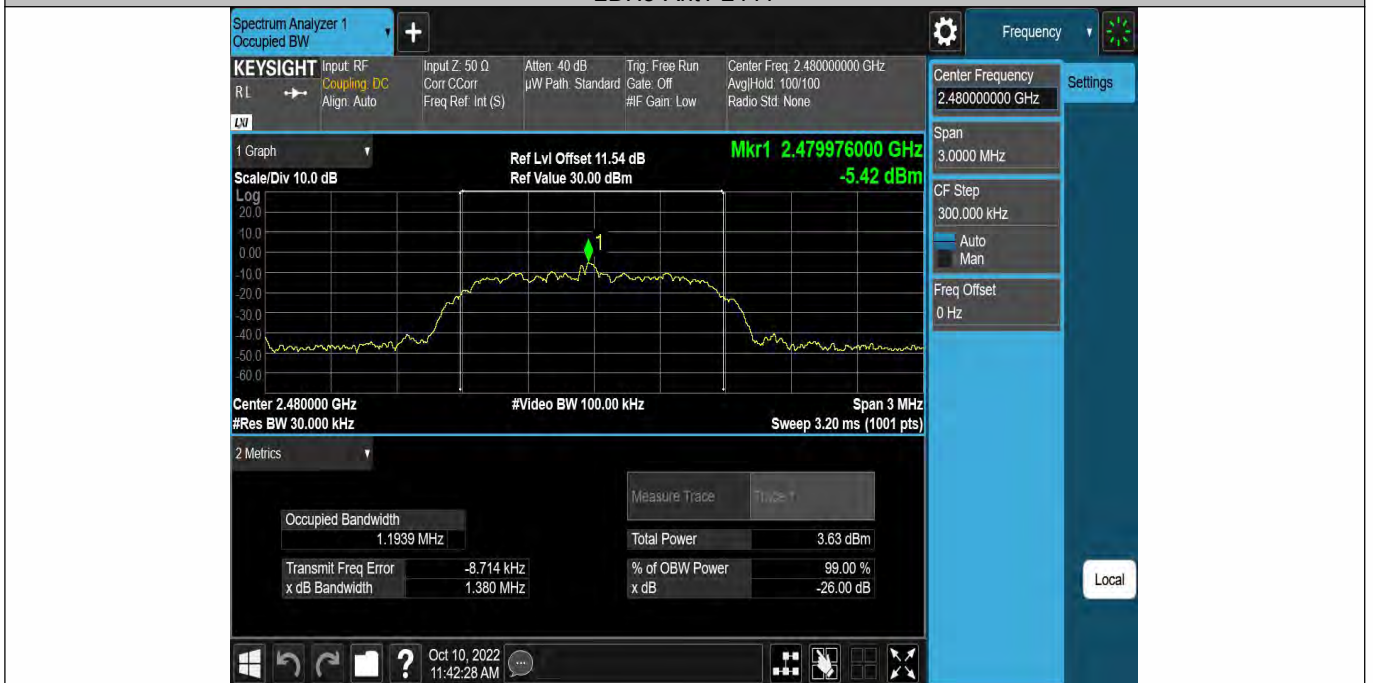 Spectrum Analyzer 1
Occupied BW
Frequency
KEYSIGHT
RL
LXI
Input: RF
Coupling: DC
Align: Auto
Input Z: 50 Ω
Corr CCorr
Freq Ref: Int (S)
Atten: 40 dB
µW Path: Standard
Trig: Free Run
Gate: Off
#IF Gain: Low
Center Freq: 2.480000000 GHz
Avg|Hold: 100/100
Radio Std: None
Center Frequency
2.480000000 GHz
Settings
Span
3.0000 MHz
CF Step
300.000 kHz
Auto
Man
Freq Offset
0 Hz
Local
1 Graph
Scale/Div 10.0 dB
Ref Lvl Offset 11.54 dB
Ref Value 30.00 dBm
Mkr1 2.479976000 GHz
-5.42 dBm
Log
20.0
10.0
0.00
-10.0
-20.0
-30.0
-40.0
-50.0
-60.0
1
Center 2.480000 GHz
#Res BW 30.000 kHz
#Video BW 100.00 kHz
Span 3 MHz
Sweep 3.20 ms (1001 pts)
2 Metrics
Measure Trace
Trace 1
Occupied Bandwidth
1.1939 MHz
Total Power 3.63 dBm
Transmit Freq Error -8.714 kHz
% of OBW Power 99.00 %
x dB Bandwidth 1.380 MHz
x dB -26.00 dB
Oct 10, 2022
11:42:28 AM